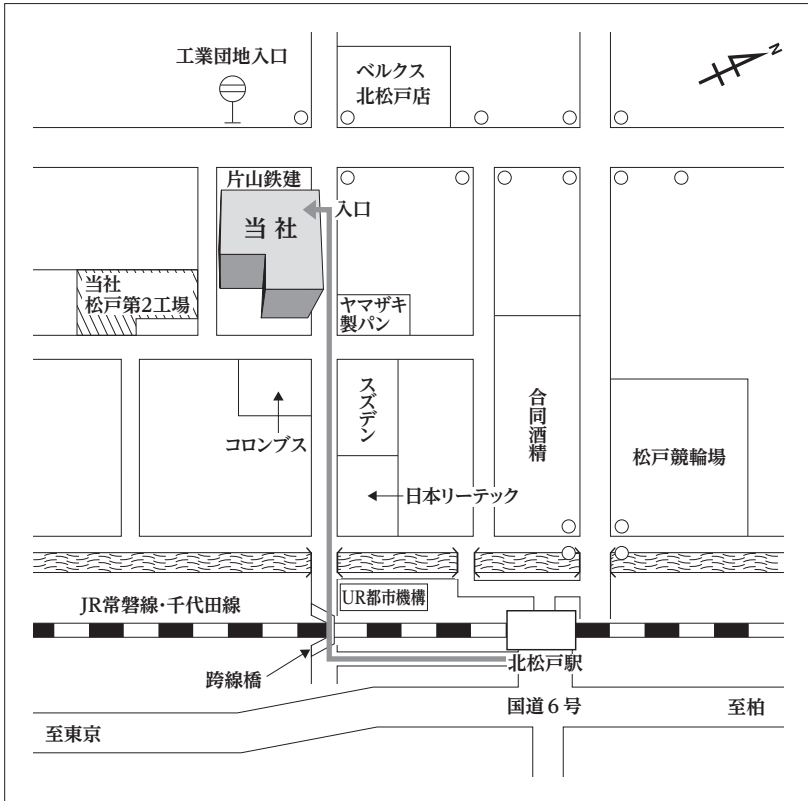 工業団地入口
ベルクス
北松戸店
N
片山鉄建
入口
当社
当社
松戸第2工場
ヤマザキ
製パン
スズデン
合同酒精
コロンブス
松戸競輪場
日本リーテック
JR常磐線・千代田線
UR都市機構
跨線橋
北松戸駅
国道6号
至柏
至東京